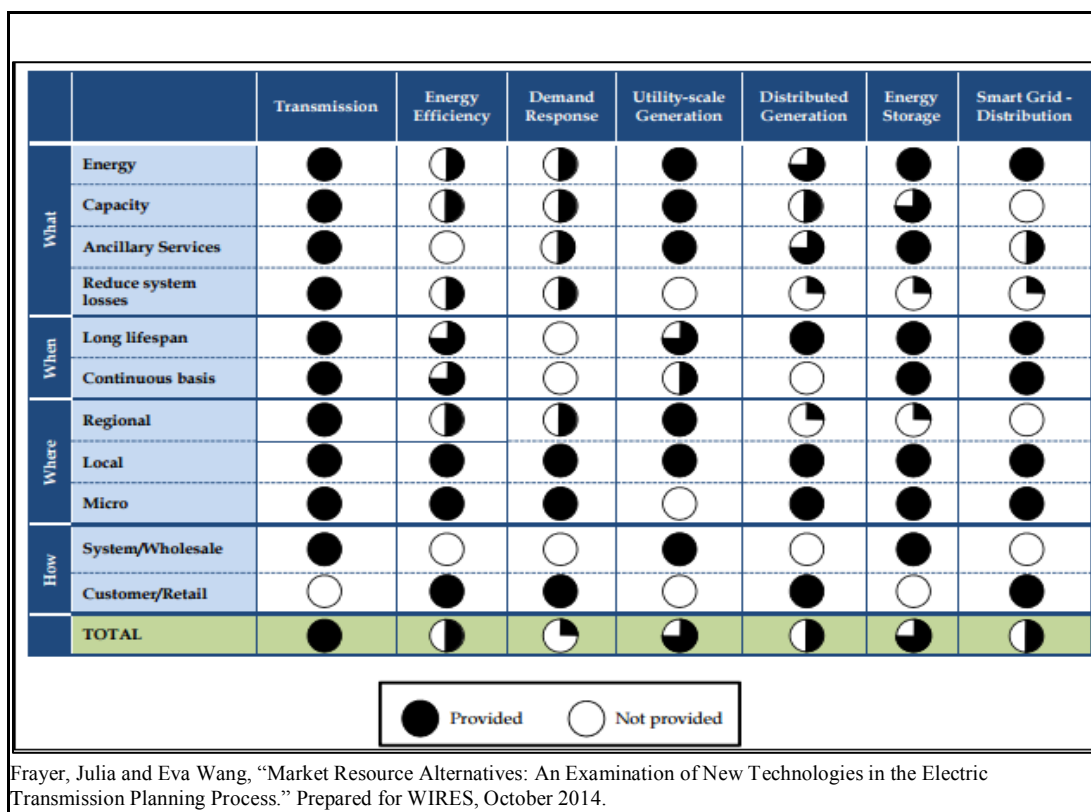 Transmission
Energy
Efficiency
Demand
Response
Utility-scale
Generation
Distributed
Generation
Energy
Storage
Smart Grid -
Distribution
What
Energy
Capacity
Ancillary Services
Reduce system
losses
When
Long lifespan
Continuous basis
Where
Regional
Local
Micro
How
System/Wholesale
Customer/Retail
TOTAL
Provided
Not provided
Frayer, Julia and Eva Wang, “Market Resource Alternatives: An Examination of New Technologies in the Electric
Transmission Planning Process.” Prepared for WIRES, October 2014.